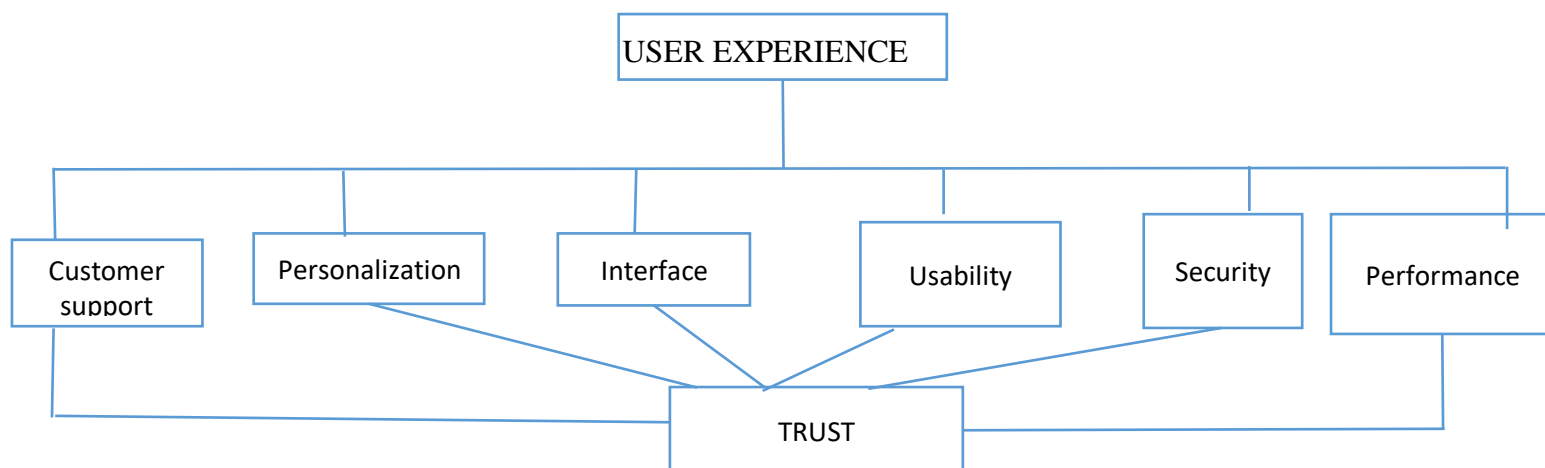 USER EXPERIENCE
Customer
support
Personalization
Interface
Usability
Security
Performance
TRUST